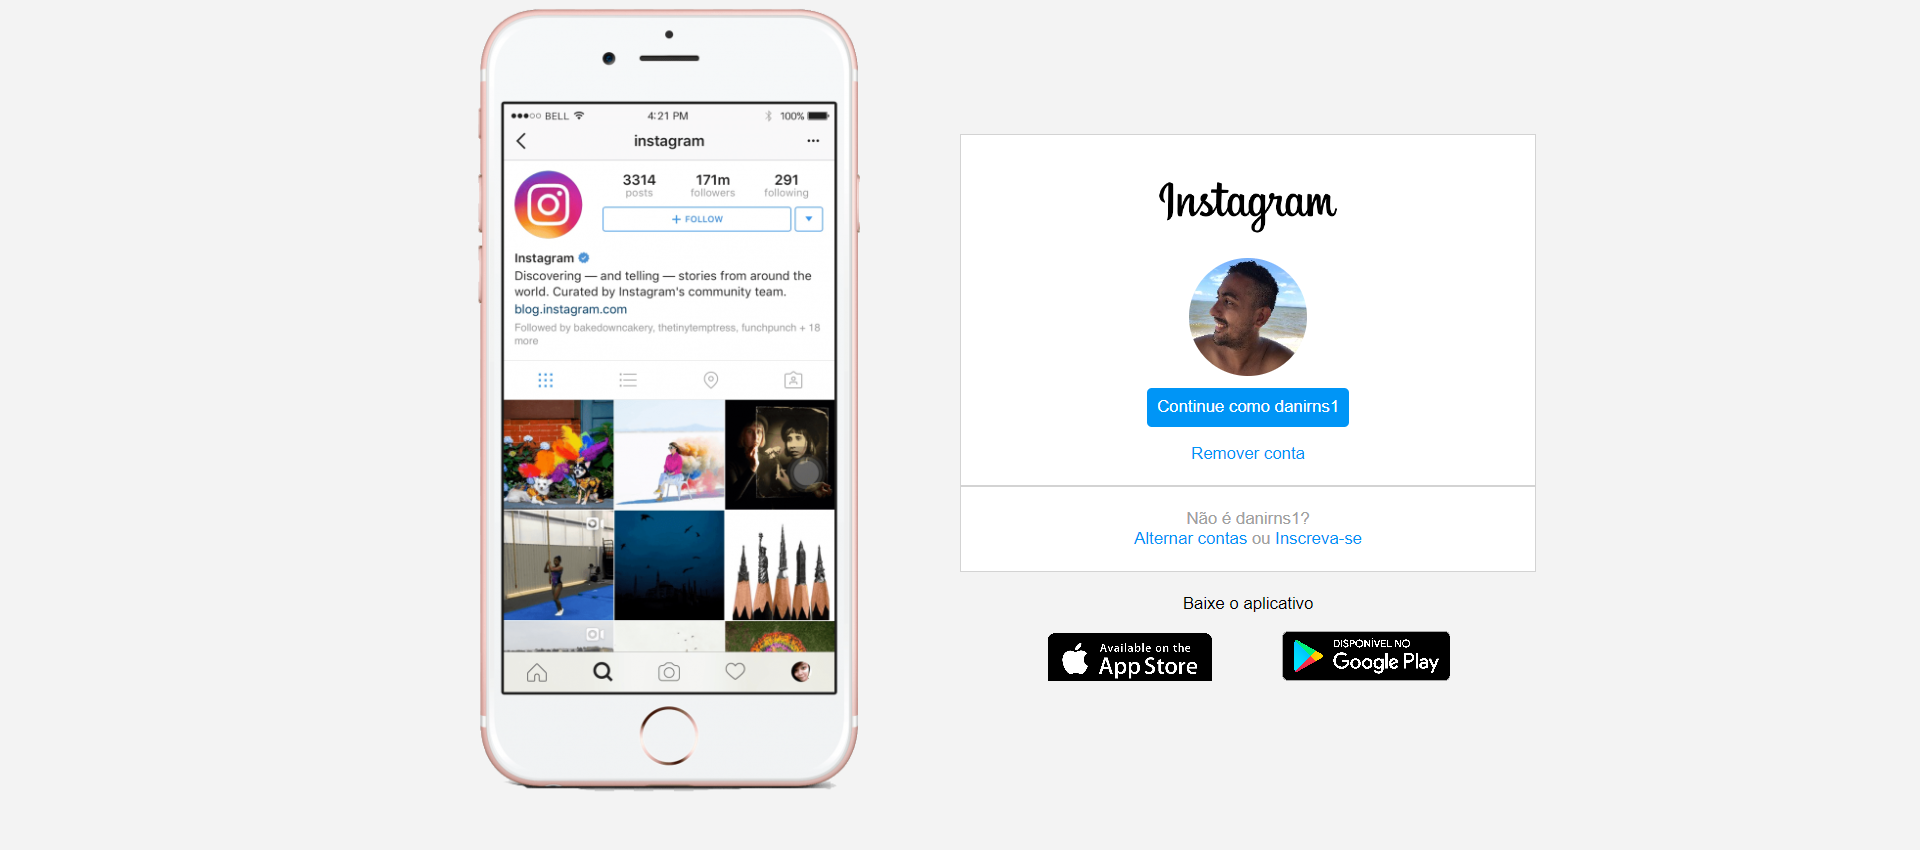 BELL 4:21 PM 100%
instagram
3314 171m 291
posts followers following
+ FOLLOW
Instagram
Discovering — and telling — stories from around the
world. Curated by Instagram's community team.
blog.instagram.com
Followed by bakedowncakery, thetinytemptress, funchpunch + 18
more
Instagram
Continue como danirns1
Remover conta
Não é danirns1?
Alternar contas ou Inscreva-se
Baixe o aplicativo
Available on the
App Store
DISPONÍVEL NO
Google Play